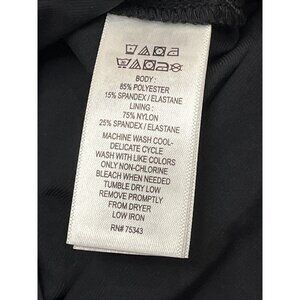 BODY:
85% POLYESTER
15% SPANDEX / ELASTANE
LINING :
75% NYLON
25% SPANDEX / ELASTANE
MACHINE WASH COOL-
DELICATE CYCLE
WASH WITH LIKE COLORS
ONLY NON-CHLORINE
BLEACH WHEN NEEDED
TUMBLE DRY LOW
REMOVE PROMPTLY
FROM DRYER
LOW IRON
RN# 75343